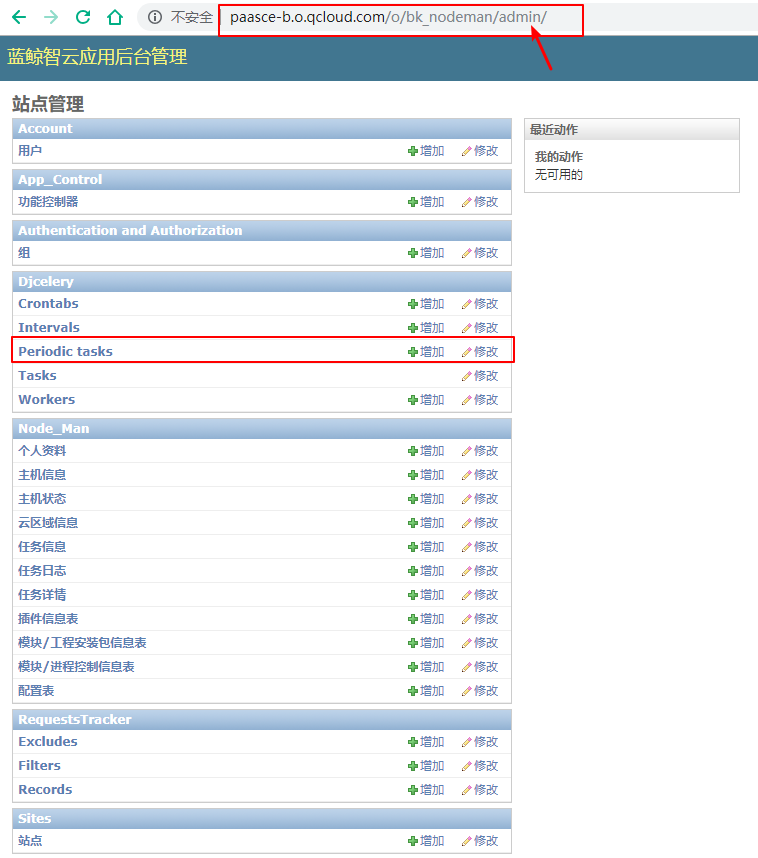 不安全 paasce-b.o.qcloud.com/o/bk_nodeman/admin/
蓝鲸智云应用后台管理
站点管理
Account
用户 增加 修改
App_Control
功能控制器 增加 修改
Authentication and Authorization
组 增加 修改
Djcelery
Crontabs 增加 修改
Intervals 增加 修改
Periodic tasks 增加 修改
Tasks 修改
Workers 增加 修改
Node_Man
个人资料 增加 修改
主机信息 增加 修改
主机状态 增加 修改
云区域信息 增加 修改
任务信息 增加 修改
任务日志 增加 修改
任务详情 增加 修改
插件信息表 增加 修改
模块/工程安装包信息表 增加 修改
模块/进程控制信息表 增加 修改
配置表 增加 修改
RequestsTracker
Excludes 增加 修改
Filters 增加 修改
Records 增加 修改
Sites
站点 增加 修改
最近动作
我的动作
无可用的